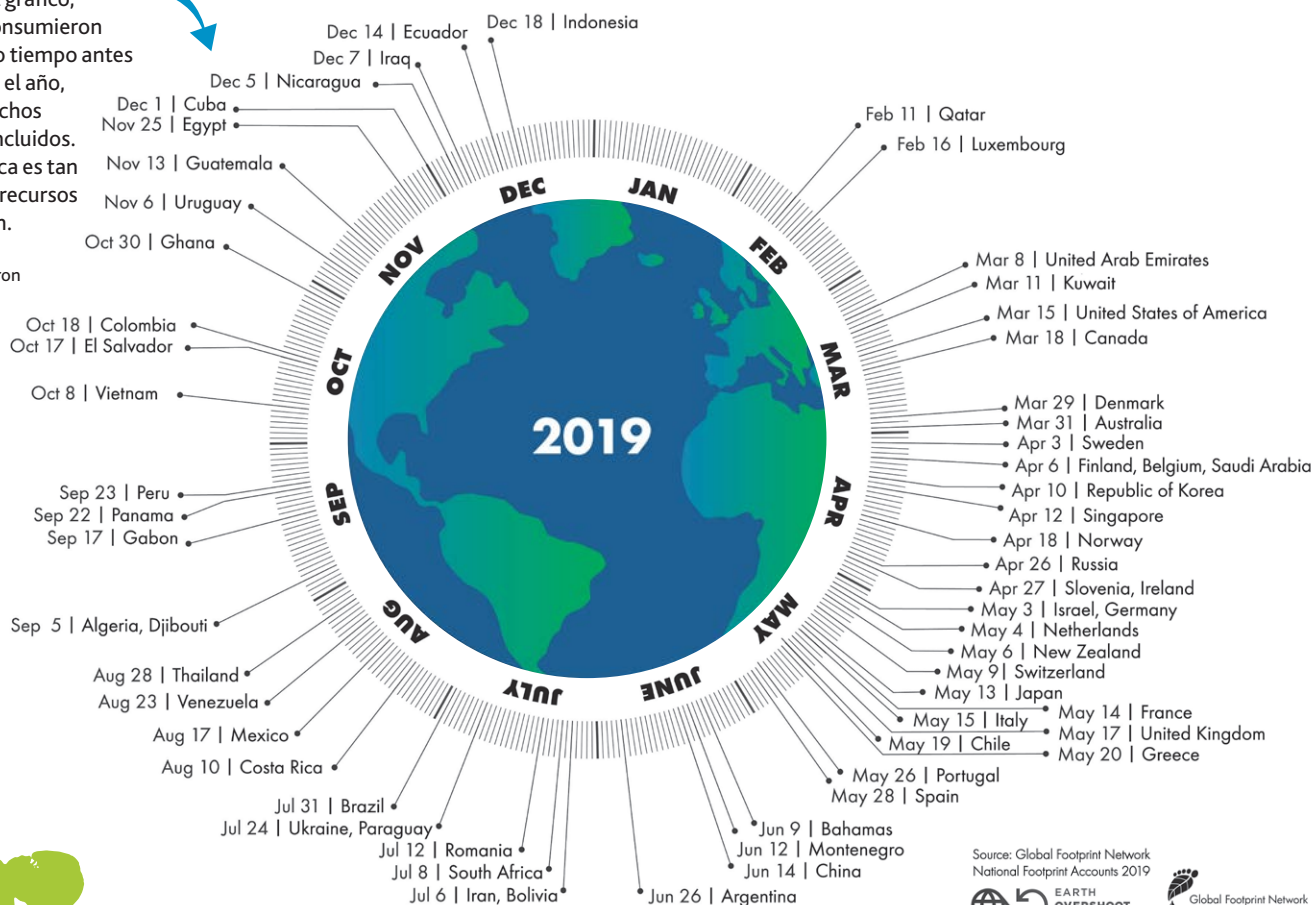 gráfico,
onsumieron
o tiempo antes
el año,
chos
ncluidos.
ca es tan
recursos
n.
ron
Dec 18 | Indonesia
Dec 14 | Ecuador
Dec 7 | Iraq
Dec 5 | Nicaragua
Dec 1 | Cuba
Nov 25 | Egypt
Nov 13 | Guatemala
Nov 6 | Uruguay
Oct 30 | Ghana
Oct 18 | Colombia
Oct 17 | El Salvador
Oct 8 | Vietnam
Sep 23 | Peru
Sep 22 | Panama
Sep 17 | Gabon
Sep 5 | Algeria, Djibouti
Aug 28 | Thailand
Aug 23 | Venezuela
Aug 17 | Mexico
Aug 10 | Costa Rica
Jul 31 | Brazil
Jul 24 | Ukraine, Paraguay
Jul 12 | Romania
Jul 8 | South Africa
Jul 6 | Iran, Bolivia
JAN
FEB
MAR
APR
MAY
JUNE
JULY
AUG
SEP
OCT
NOV
DEC
2019
Feb 11 | Qatar
Feb 16 | Luxembourg
Mar 8 | United Arab Emirates
Mar 11 | Kuwait
Mar 15 | United States of America
Mar 18 | Canada
Mar 29 | Denmark
Mar 31 | Australia
Apr 3 | Sweden
Apr 6 | Finland, Belgium, Saudi Arabia
Apr 10 | Republic of Korea
Apr 12 | Singapore
Apr 18 | Norway
Apr 26 | Russia
Apr 27 | Slovenia, Ireland
May 3 | Israel, Germany
May 4 | Netherlands
May 6 | New Zealand
May 9| Switzerland
May 13 | Japan
May 14 | France
May 15 | Italy
May 17 | United Kingdom
May 19 | Chile
May 20 | Greece
May 26 | Portugal
May 28 | Spain
Jun 9 | Bahamas
Jun 12 | Montenegro
Jun 14 | China
Jun 26 | Argentina
Source: Global Footprint Network
National Footprint Accounts 2019
EARTH
OVERSHOOT
Global Footprint Network